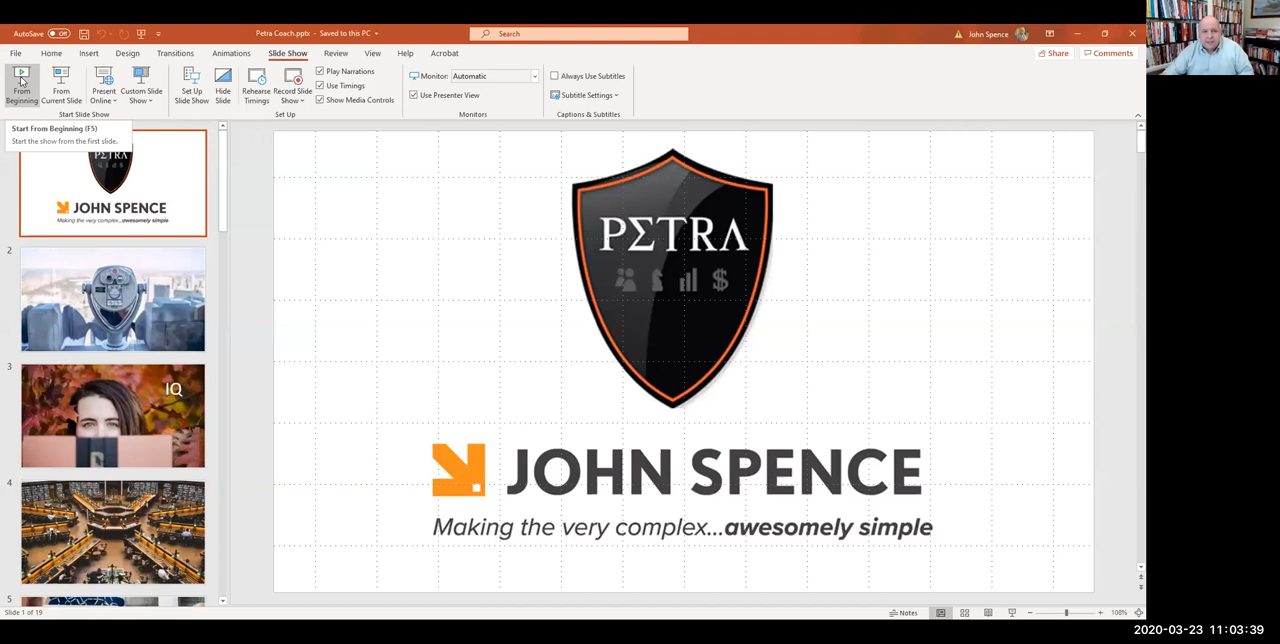 AutoSave Off
Petra Coach.pptx - Saved to this PC
Search
John Spence
File Home Insert Design Transitions Animations Slide Show Review View Help Acrobat
Share Comments
From Beginning
From Current Slide
Present Online
Custom Slide Show
Set Up Slide Show
Hide Slide
Rehearse Timings
Record Slide Show
Play Narrations
Use Timings
Show Media Controls
Monitor: Automatic
Use Presenter View
Always Use Subtitles
Subtitle Settings
Start Slide Show
Set Up
Monitors
Captions & Subtitles
Start From Beginning (F5)
Start the show from the first slide.
PETRA
JOHN SPENCE
Making the very complex...awesomely simple
2
3
IQ
4
5
PΣTRΛ
$
JOHN SPENCE
Making the very complex...awesomely simple
Slide 1 of 19
Notes
108%
2020-03-23 11:03:39